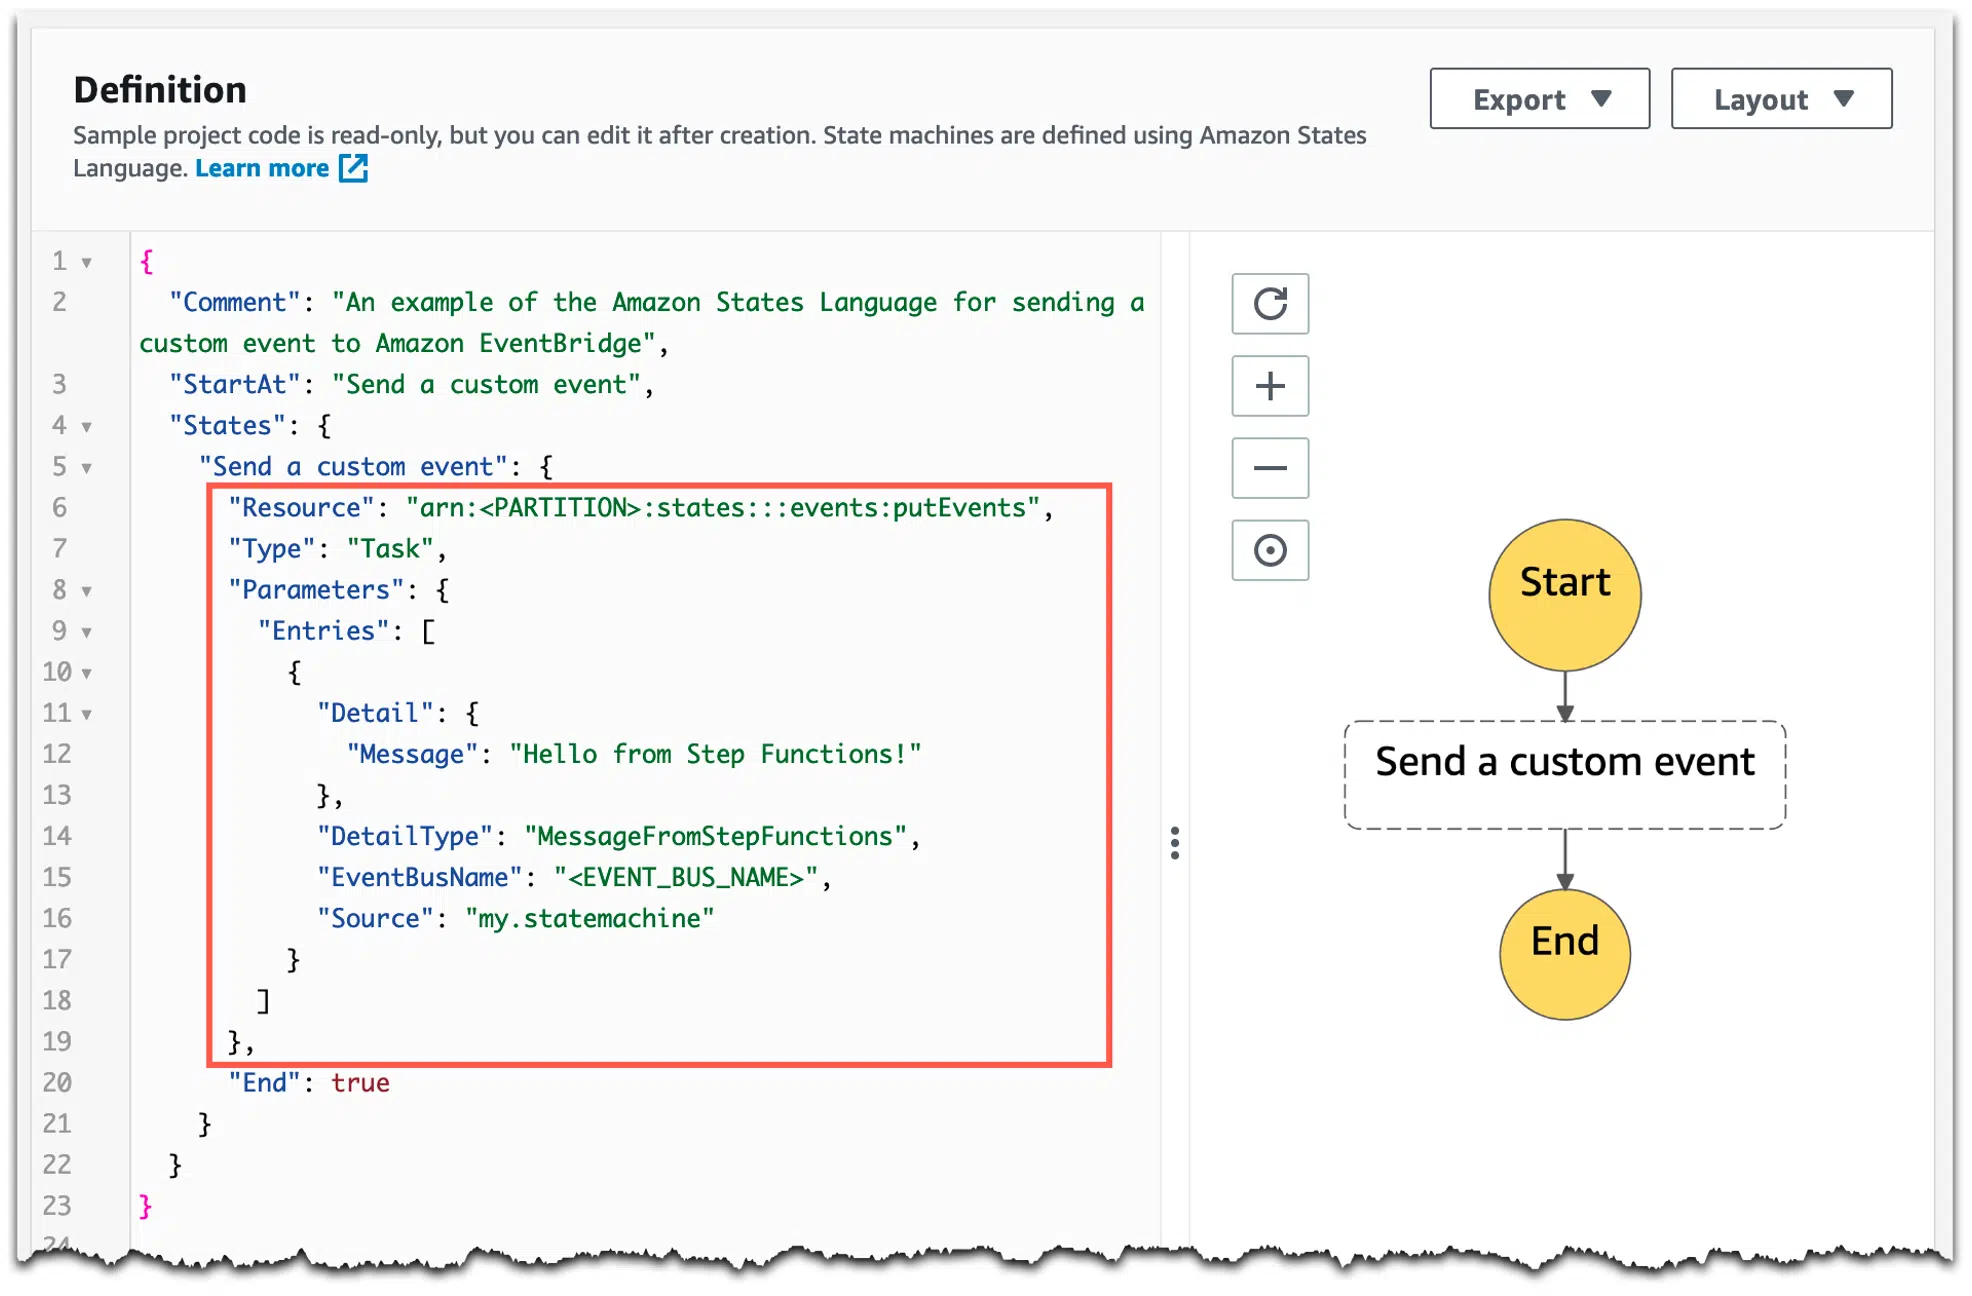 Definition
Export ▼ Layout ▼
Sample project code is read-only, but you can edit it after creation. State machines are defined using Amazon States
Language. Learn more
1 {
2 "Comment": "An example of the Amazon States Language for sending a
custom event to Amazon EventBridge",
3 "StartAt": "Send a custom event",
4 "States": {
5 "Send a custom event": {
6 "Resource": "arn:<PARTITION>:states:::events:putEvents",
7 "Type": "Task",
8 "Parameters": {
9 "Entries": [
10 {
11 "Detail": {
12 "Message": "Hello from Step Functions!"
13 },
14 "DetailType": "MessageFromStepFunctions",
15 "EventBusName": "<EVENT_BUS_NAME>",
16 "Source": "my.statemachine"
17 }
18 ]
19 },
20 "End": true
21 }
22 }
23 }
24
Start
Send a custom event
End